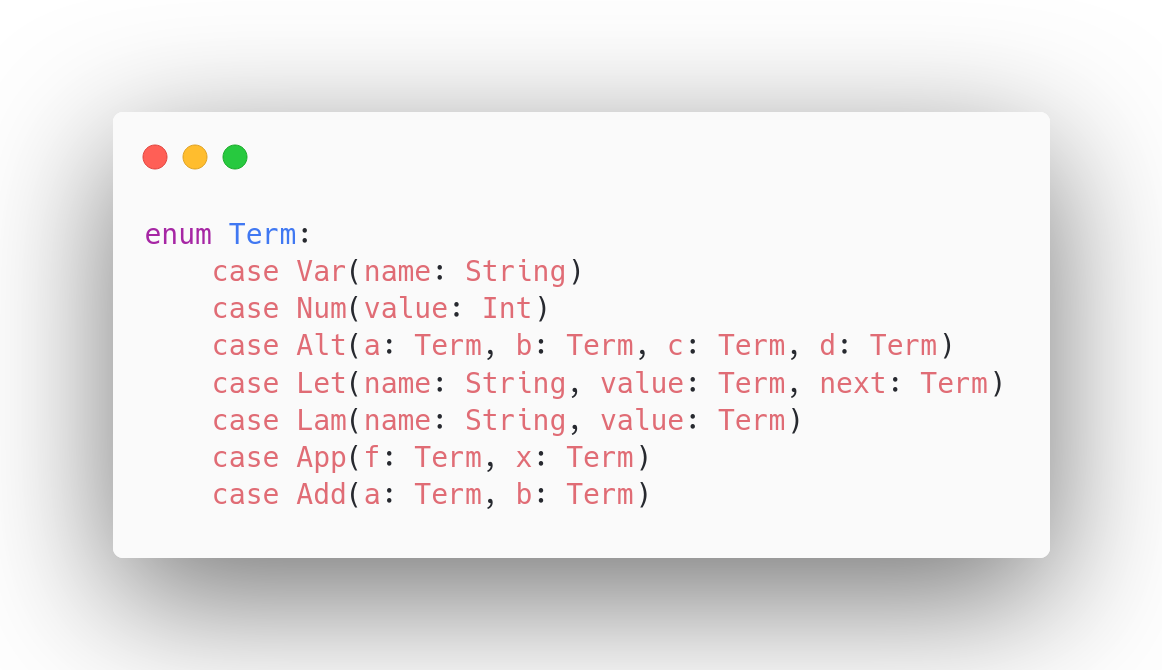 enum Term:
    case Var(name: String)
    case Num(value: Int)
    case Alt(a: Term, b: Term, c: Term, d: Term)
    case Let(name: String, value: Term, next: Term)
    case Lam(name: String, value: Term)
    case App(f: Term, x: Term)
    case Add(a: Term, b: Term)